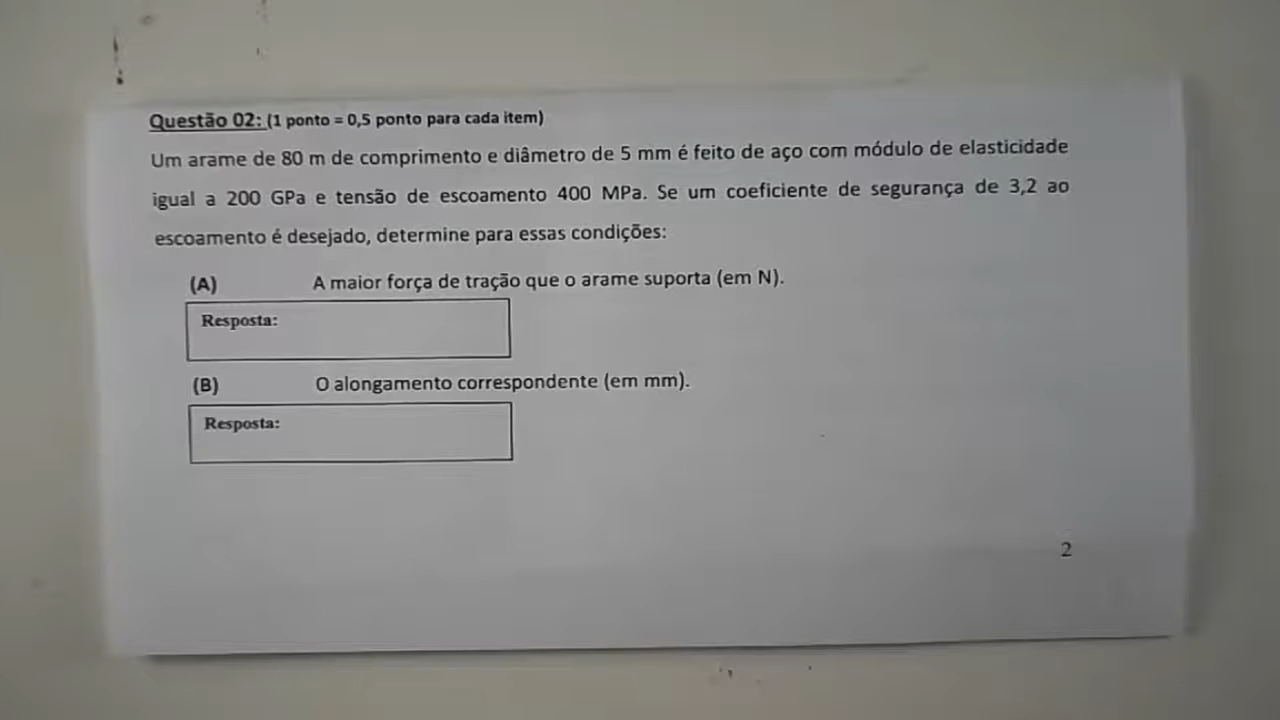 Questão 02: (1 ponto = 0,5 ponto para cada item)
Um arame de 80 m de comprimento e diâmetro de 5 mm é feito de aço com módulo de elasticidade
igual a 200 GPa e tensão de escoamento 400 MPa. Se um coeficiente de segurança de 3,2 ao
escoamento é desejado, determine para essas condições:
(A) A maior força de tração que o arame suporta (em N).
Resposta:
(B) O alongamento correspondente (em mm).
Resposta:
2